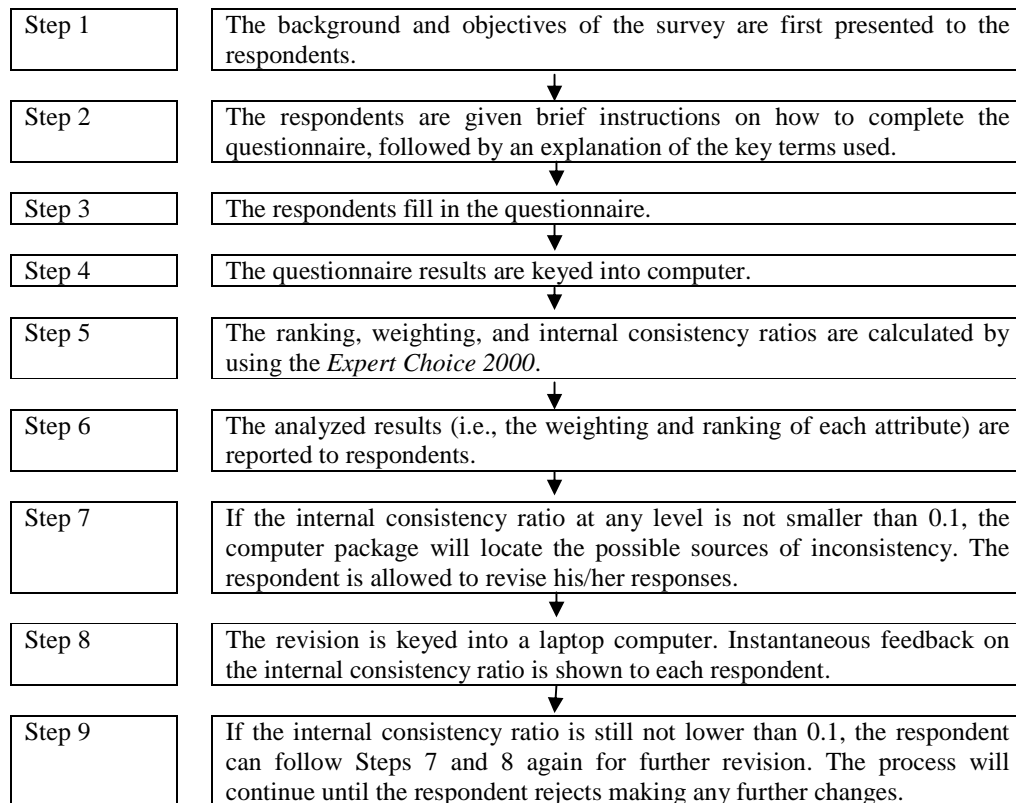 Step 1
The background and objectives of the survey are first presented to the
respondents.
Step 2
The respondents are given brief instructions on how to complete the
questionnaire, followed by an explanation of the key terms used.
Step 3
The respondents fill in the questionnaire.
Step 4
The questionnaire results are keyed into computer.
Step 5
The ranking, weighting, and internal consistency ratios are calculated by
using the Expert Choice 2000.
Step 6
The analyzed results (i.e., the weighting and ranking of each attribute) are
reported to respondents.
Step 7
If the internal consistency ratio at any level is not smaller than 0.1, the
computer package will locate the possible sources of inconsistency. The
respondent is allowed to revise his/her responses.
Step 8
The revision is keyed into a laptop computer. Instantaneous feedback on
the internal consistency ratio is shown to each respondent.
Step 9
If the internal consistency ratio is still not lower than 0.1, the respondent
can follow Steps 7 and 8 again for further revision. The process will
continue until the respondent rejects making any further changes.